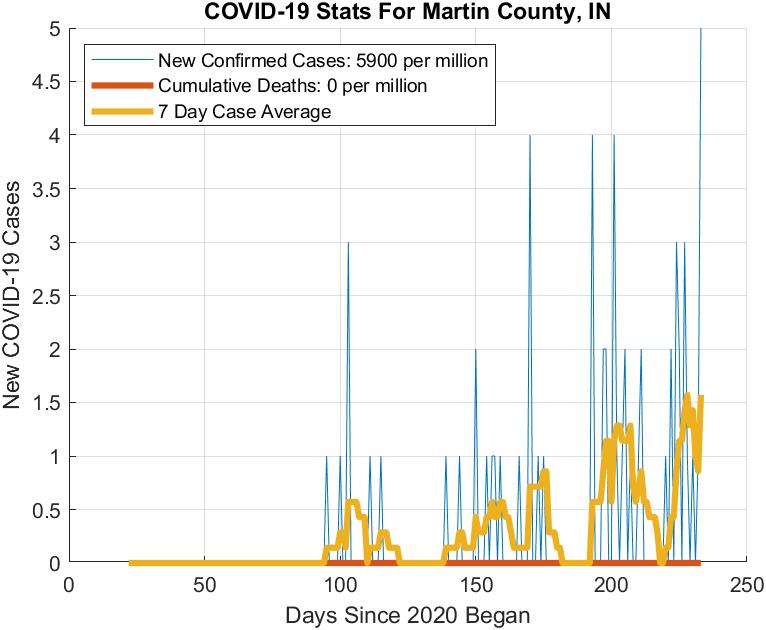 COVID-19 Stats For Martin County, IN
New Confirmed Cases: 5900 per million
Cumulative Deaths: 0 per million
7 Day Case Average
New COVID-19 Cases
5
4.5
4
3.5
3
2.5
2
1.5
1
0.5
0
0 50 100 150 200 250
Days Since 2020 Began